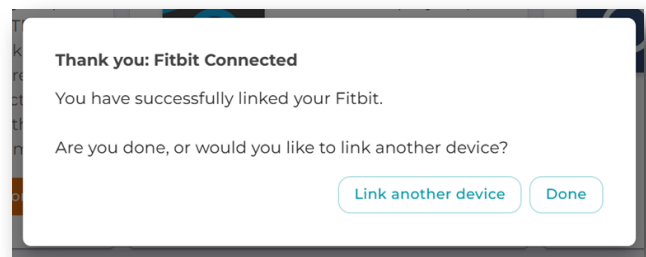 Thank you: Fitbit Connected
You have successfully linked your Fitbit.
Are you done, or would you like to link another device?
Link another device
Done